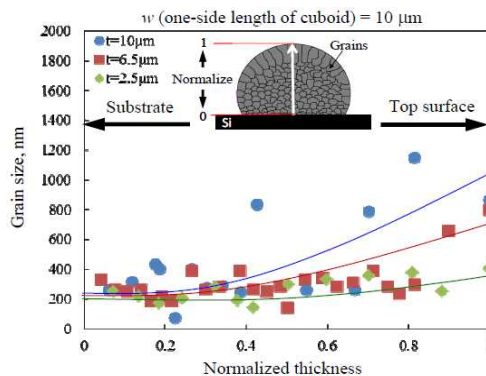 w (one-side length of cuboid) = 10 μm
2000
1800
1600
1400
1200
1000
800
600
400
200
0
Grain size, nm
t=10μm
t=6.5μm
t=2.5μm
1
Normalize
0
Grains
Si
Substrate
Top surface
0
0.2
0.4
0.6
0.8
Normalized thickness